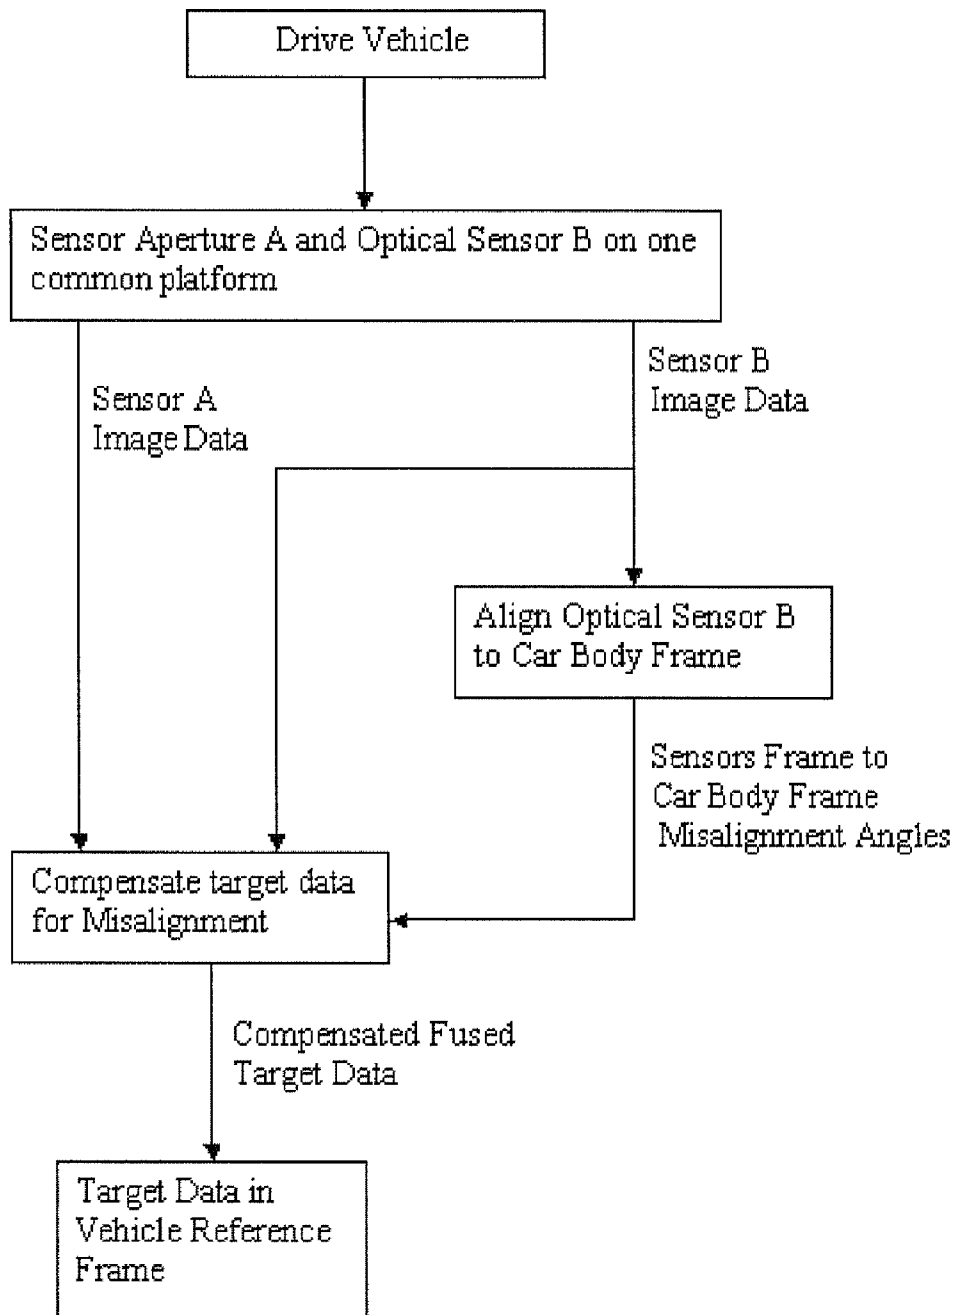 Drive Vehicle
Sensor Aperture A and Optical Sensor B on one
common platform
Sensor B
Image Data
Sensor A
Image Data
Align Optical Sensor B
to Car Body Frame
Sensors Frame to
Car Body Frame
Misalignment Angles
Compensate target data
for Misalignment
Compensated Fused
Target Data
Target Data in
Vehicle Reference
Frame